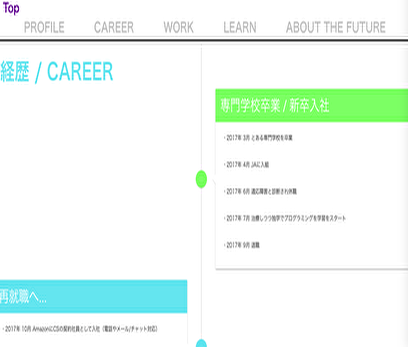 Top
PROFILE CAREER WORK LEARN ABOUT THE FUTURE
経歴 / CAREER
専門学校卒業 / 新卒入社
・2017年 3月 とある専門学校を卒業
・2017年 4月 JAに入組
・2017年 6月 適応障害と診断され休職
・2017年 7月 治療しつつ独学でプログラミングを学習をスタート
・2017年 9月 退職
再就職へ...
・2017年 10月 AmazonにCSの契約社員として入社（電話やメール/チャット対応）